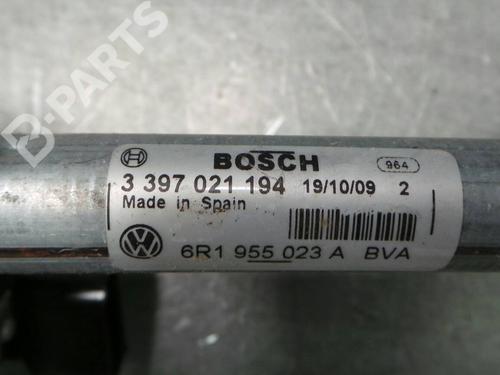 B-PARTS
BOSCH
964
3 397 021 194 19/10/09 2
Made in Spain
6R1 955 023 A BVA